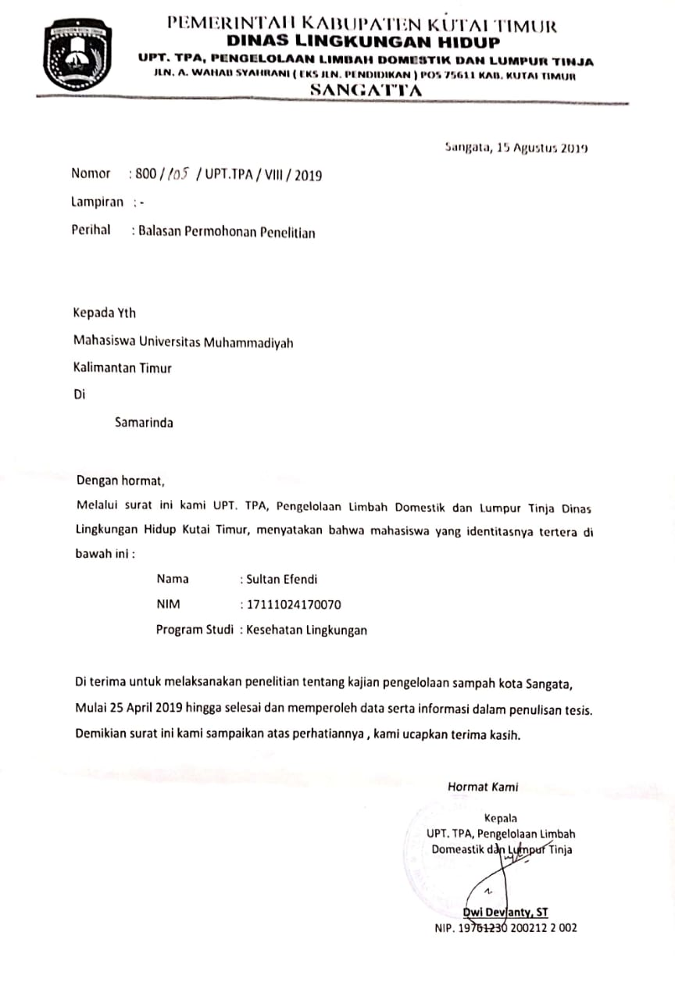 PEMERINTAH KABUPATEN KUTAI TIMUR
DINAS LINGKUNGAN HIDUP
UPT. TPA, PENGELOLAAN LIMBAH DOMESTIK DAN LUMPUR TINJA
JLN. A. WAHAB SYAHRANI ( EKS JLN. PENDIDIKAN ) POS 75611 KAB. KUTAI TIMUR
SANGATTA
Sangata, 15 Agustus 2019
Nomor : 800 / 105 / UPT.TPA / VIII / 2019
Lampiran : -
Perihal : Balasan Permohonan Penelitian
Kepada Yth
Mahasiswa Universitas Muhammadiyah
Kalimantan Timur
Di
Samarinda
Dengan hormat,
Melalui surat ini kami UPT. TPA, Pengelolaan Limbah Domestik dan Lumpur Tinja Dinas
Lingkungan Hidup Kutai Timur, menyatakan bahwa mahasiswa yang identitasnya tertera di
bawah ini :
Nama : Sultan Efendi
NIM : 17111024170070
Program Studi : Kesehatan Lingkungan
Di terima untuk melaksanakan penelitian tentang kajian pengelolaan sampah kota Sangata,
Mulai 25 April 2019 hingga selesai dan memperoleh data serta informasi dalam penulisan tesis.
Demikian surat ini kami sampaikan atas perhatiannya , kami ucapkan terima kasih.
Hormat Kami
Kepala
UPT. TPA, Pengelolaan Limbah
Domeastik dan Lumpur Tinja
Dwi Devianty, ST
NIP. 19761230 200212 2 002